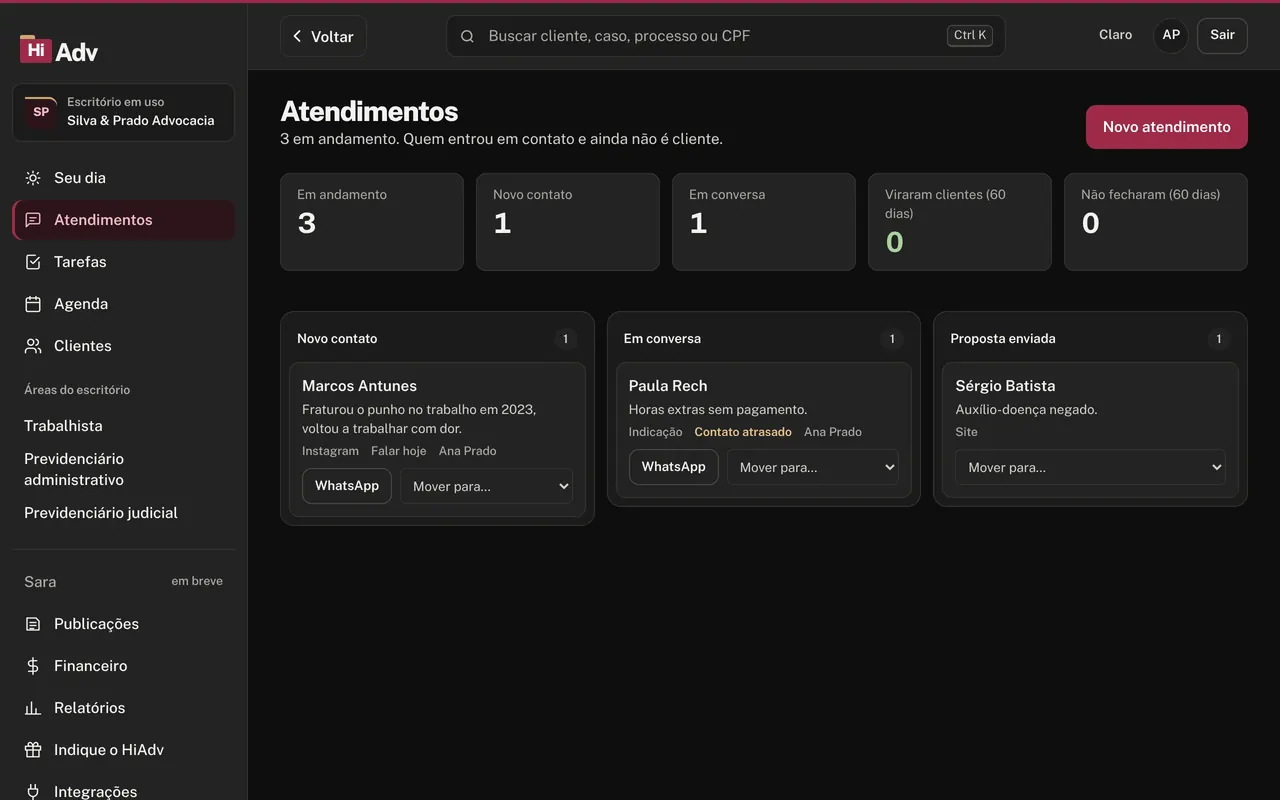 Hi Adv
Voltar
Buscar cliente, caso, processo ou CPF
Ctrl K
Claro
AP
Sair
SP
Escritório em uso
Silva & Prado Advocacia
Seu dia
Atendimentos
Tarefas
Agenda
Clientes
Áreas do escritório
Trabalhista
Previdenciário
administrativo
Previdenciário judicial
Sara
em breve
Publicações
Financeiro
Relatórios
Indique o HiAdv
Integrações
Atendimentos
3 em andamento. Quem entrou em contato e ainda não é cliente.
Novo atendimento
Em andamento
3
Novo contato
1
Em conversa
1
Viraram clientes (60
dias)
0
Não fecharam (60 dias)
0
Novo contato
1
Marcos Antunes
Fraturou o punho no trabalho em 2023,
voltou a trabalhar com dor.
Instagram Falar hoje Ana Prado
WhatsApp
Mover para...
Em conversa
1
Paula Rech
Horas extras sem pagamento.
Indicação Contato atrasado Ana Prado
WhatsApp
Mover para...
Proposta enviada
1
Sérgio Batista
Auxílio-doença negado.
Site
Mover para...